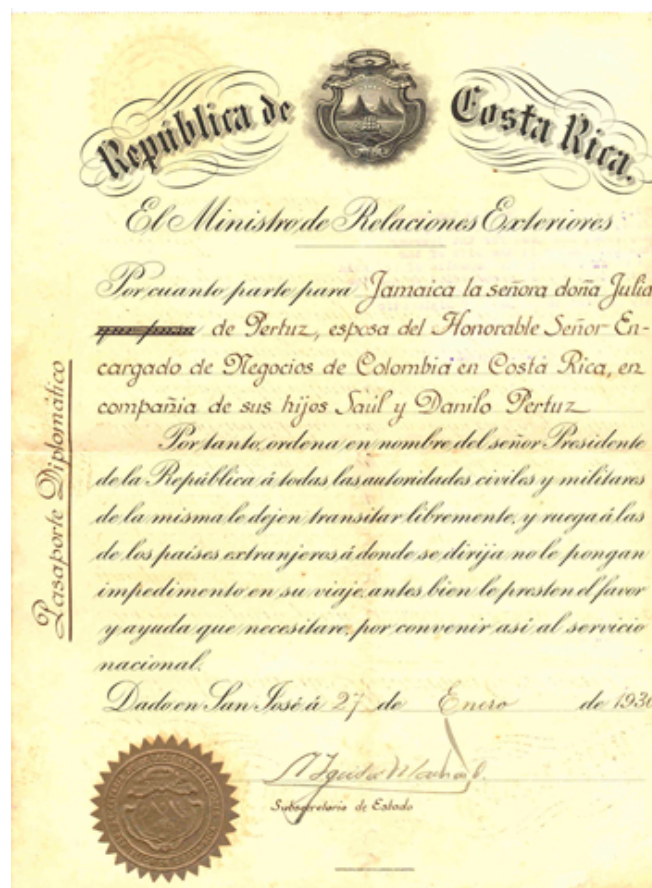 República de Costa Rica.
El Ministro de Relaciones Exteriores
Por cuanto parte para Jamaica la señora doña Julia
de Pertuz, esposa del Honorable Señor En-
cargado de Negocios de Colombia en Costa Rica, en
compañia de sus hijos Saúl y Danilo Pertuz
Por tanto, ordena en nombre del señor Presidente
de la República á todas las autoridades civiles y militares
de la misma le dejen transitar libremente, y ruega á las
de los países extranjeros á donde se dirija no le pongan
impedimento en su viaje, antes bien le presten el favor
y ayuda que necesitare, por convenir así al servicio
nacional.
Dado en San José á 27 de Enero de 193
Subsecretario de Estado
Pasaporte Diplomático